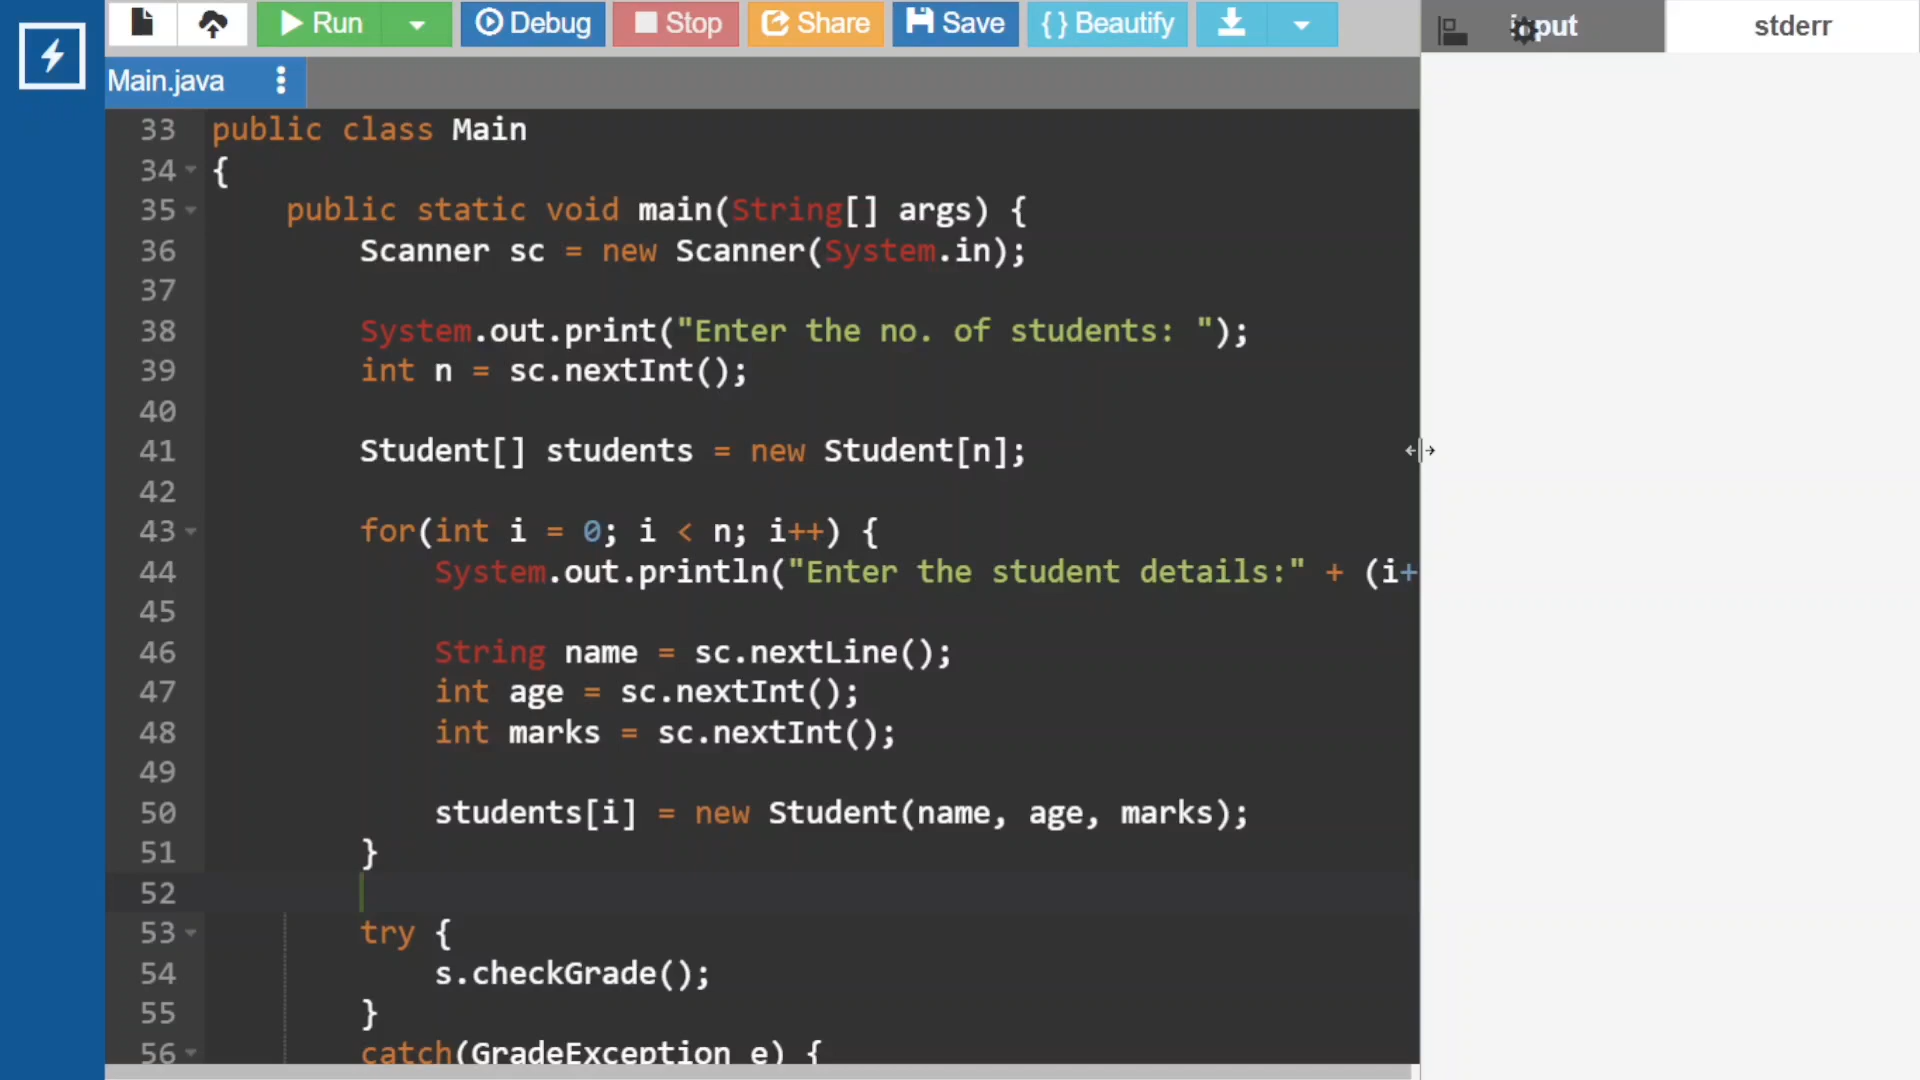 Run Debug Stop Share Save {} Beautify
input stderr
Main.java
33 public class Main
34 {
35 public static void main(String[] args) {
36 Scanner sc = new Scanner(System.in);
37
38 System.out.print("Enter the no. of students: ");
39 int n = sc.nextInt();
40
41 Student[] students = new Student[n];
42
43 for(int i = 0; i < n; i++) {
44 System.out.println("Enter the student details:" + (i+
45
46 String name = sc.nextLine();
47 int age = sc.nextInt();
48 int marks = sc.nextInt();
49
50 students[i] = new Student(name, age, marks);
51 }
52
53 try {
54 s.checkGrade();
55 }
56 catch(GradeException e) {